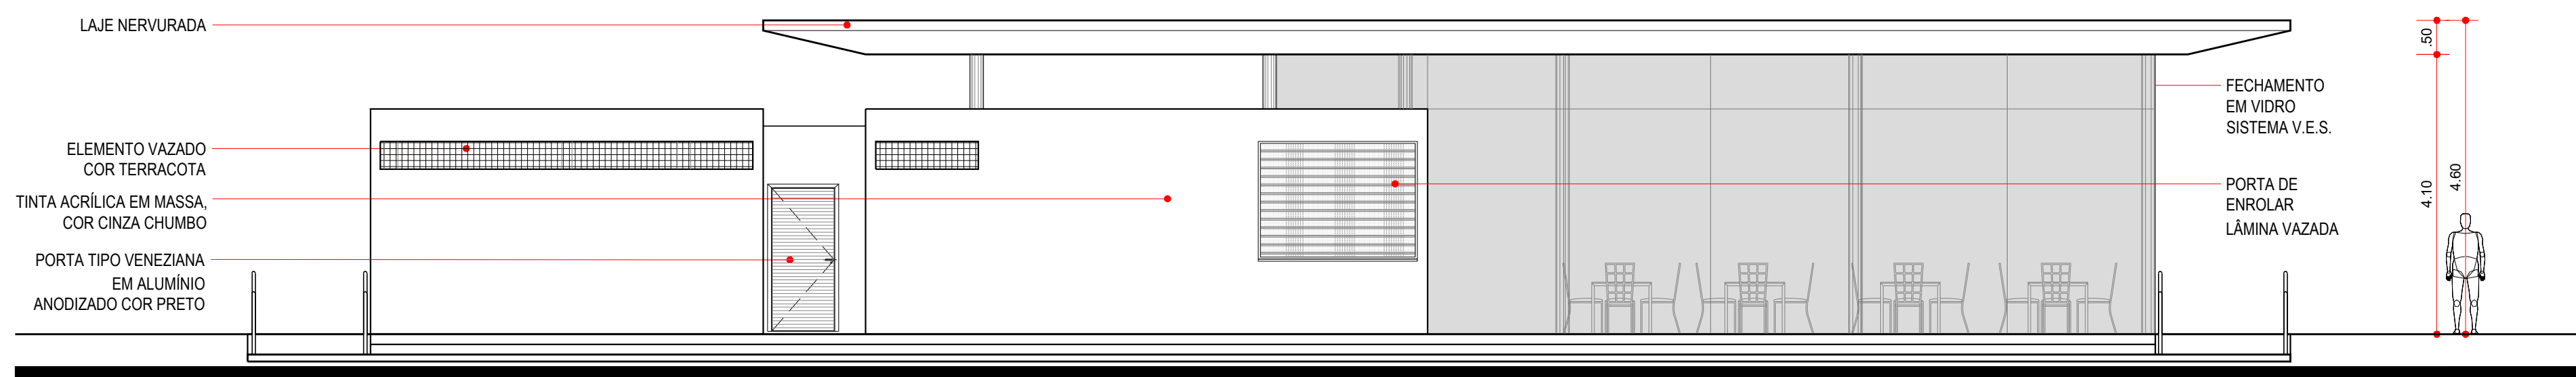 LAJE NERVURADA
ELEMENTO VAZADO
COR TERRACOTA
TINTA ACRÍLICA EM MASSA,
COR CINZA CHUMBO
PORTA TIPO VENEZIANA
EM ALUMÍNIO
ANODIZADO COR PRETO
FECHAMENTO
EM VIDRO
SISTEMA V.E.S.
PORTA DE
ENROLAR
LÂMINA VAZADA
.50
4.10
4.60